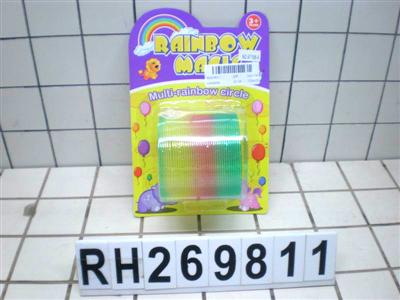 3+
RAINBOW
MAGIC
Multi-rainbow circle
RH269811